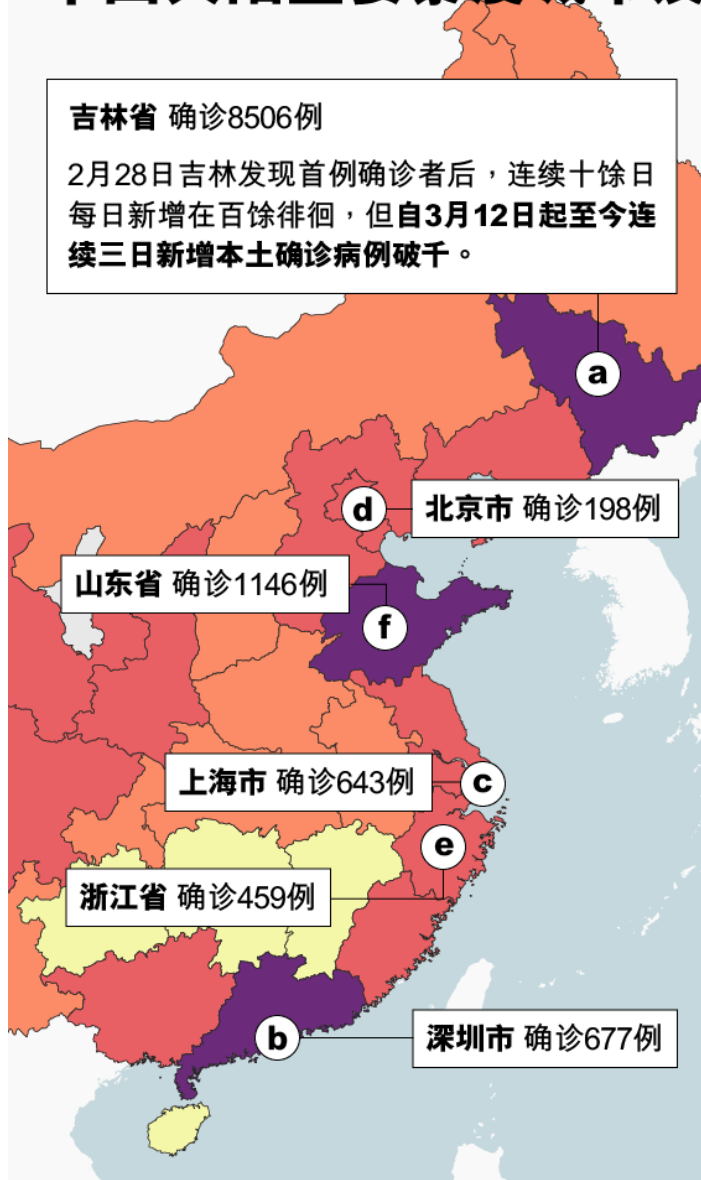 吉林省 确诊8506例
2月28日吉林发现首例确诊者后，连续十馀日
每日新增在百馀徘徊，但自3月12日起至今连
续三日新增本土确诊病例破千。
a
d
北京市 确诊198例
山东省 确诊1146例
f
上海市 确诊643例
c
e
浙江省 确诊459例
b
深圳市 确诊677例